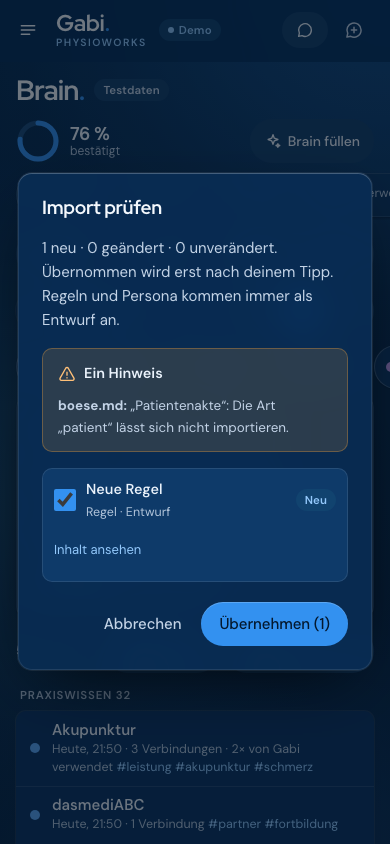 Gabi.
PHYSIOWORKS
Demo
Brain.
Testdaten
76 %
bestätigt
Brain füllen
Import prüfen
1 neu · 0 geändert · 0 unverändert.
Übernommen wird erst nach deinem Tipp.
Regeln und Persona kommen immer als
Entwurf an.
Ein Hinweis
boese.md: „Patientenakte“: Die Art
„patient“ lässt sich nicht importieren.
Neue Regel
Neu
Regel · Entwurf
Inhalt ansehen
Abbrechen
Übernehmen (1)
PRAXISWISSEN 32
Akupunktur
Heute, 21:50 · 3 Verbindungen · 2× von Gabi
verwendet #leistung #akupunktur #schmerz
dasmediABC
Heute, 21:50 · 1 Verbindung #partner #fortbildung